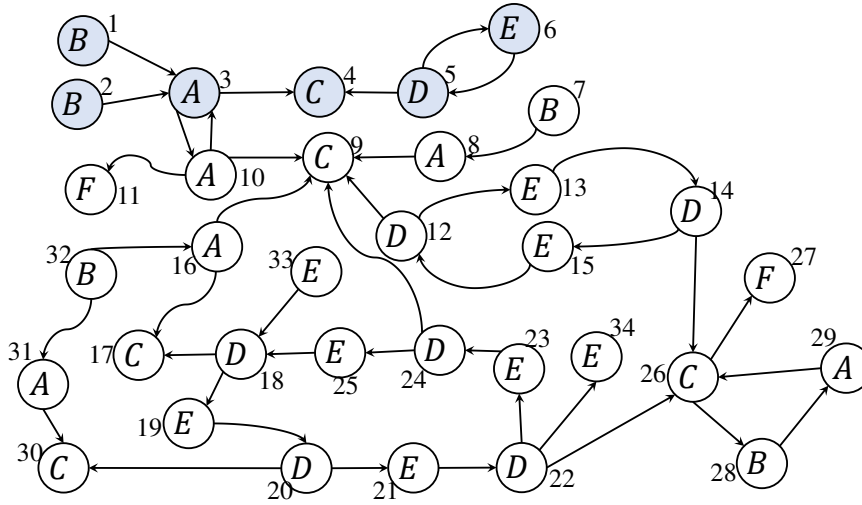 B 1
E 6
B 2
A 3
C 4
D 5
B 7
C 9
A 8
F 11
A 10
E 13
D 14
D 12
E 15
A 16
32 B
33 E
F 27
17 C
D 18
E 25
D 24
E 23
E 34
26 C
A 29
31 A
19 E
30 C
D 20
E 21
D 22
28 B